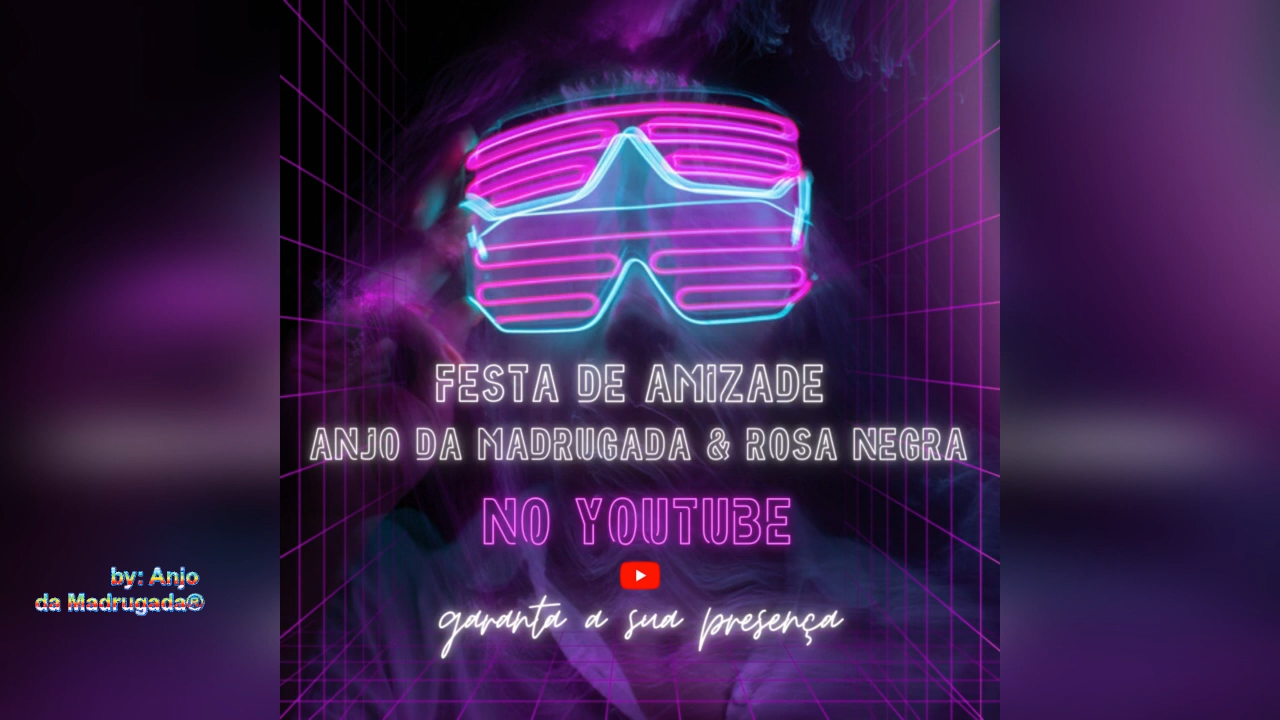 FESTA DE AMIZADE
ANJO DA MADRUGADA & ROSA NEGRA
NO YOUTUBE
garanta a sua presença
by: Anjo
da Madrugada®